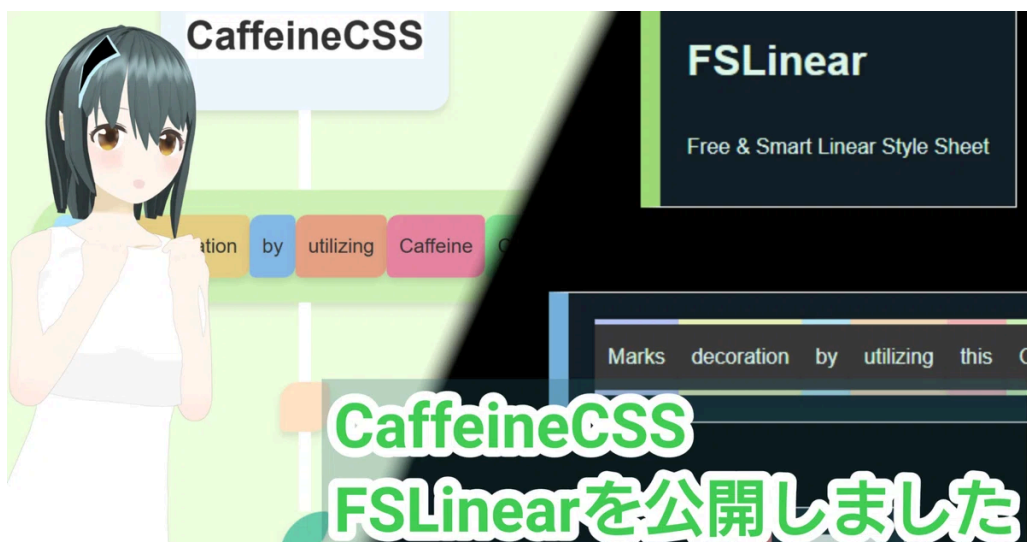 CaffeineCSS
FSLinear
Free & Smart Linear Style Sheet
ation by utilizing Caffeine
Marks decoration by utilizing this
CaffeineCSS
FSLinearを公開しました